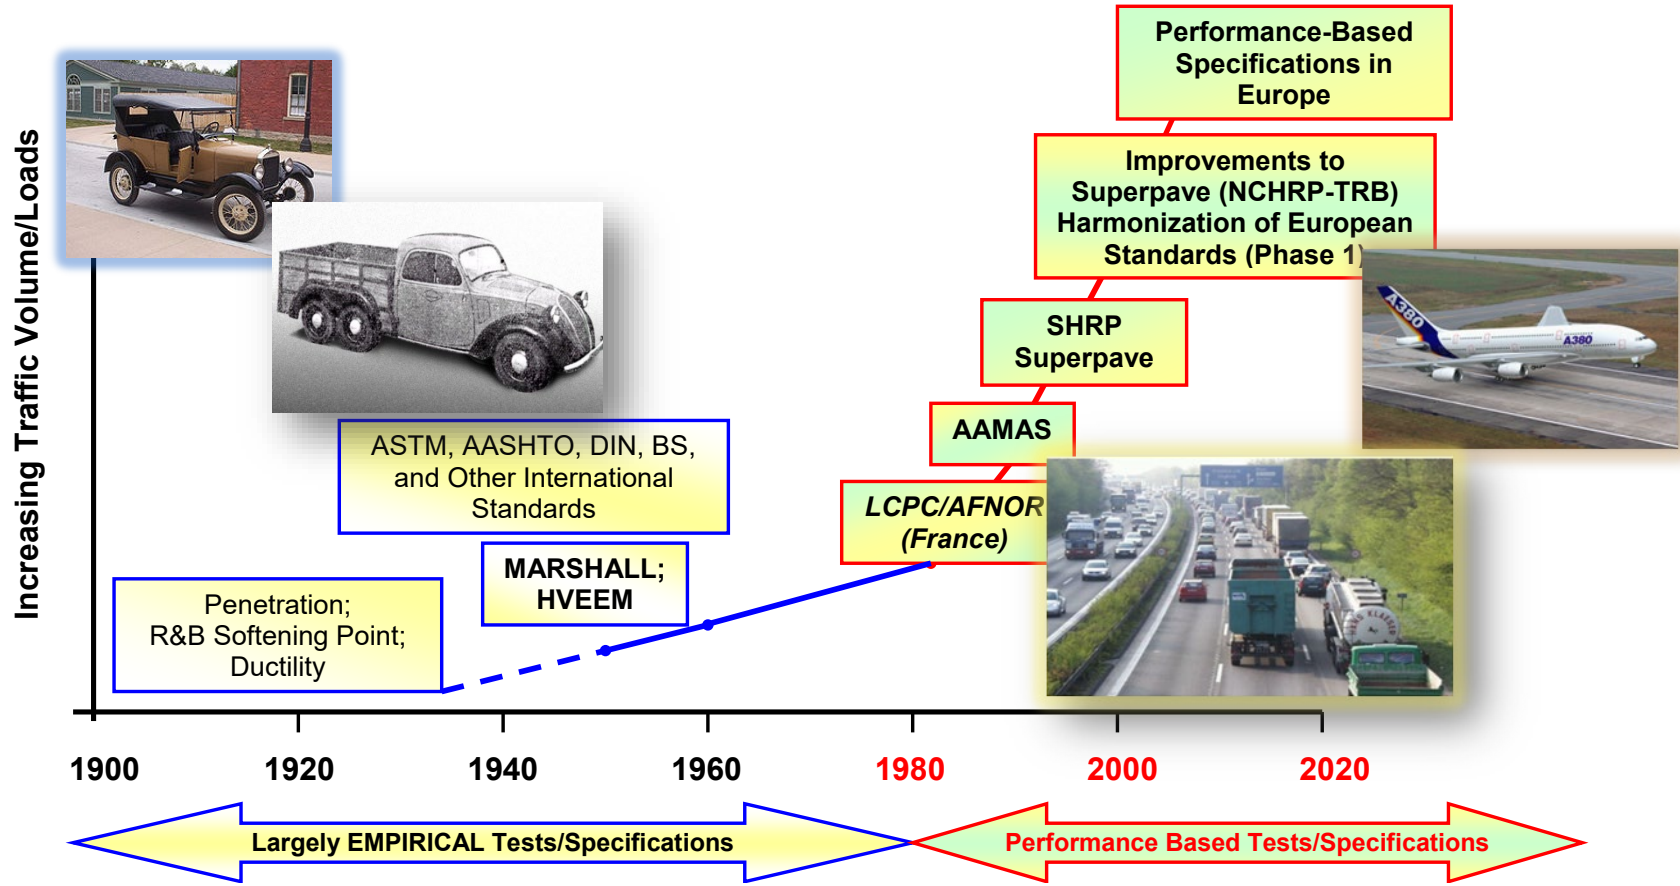 Performance-Based
Specifications in
Europe
Improvements to
Superpave (NCHRP-TRB)
Harmonization of European
Standards (Phase 1)
SHRP
Superpave
AAMAS
LCPC/AFNOR
(France)
ASTM, AASHTO, DIN, BS,
and Other International
Standards
MARSHALL;
HVEEM
Penetration;
R&B Softening Point;
Ductility
Increasing Traffic Volume/Loads
A380
A380
1900
1920
1940
1960
1980
2000
2020
Largely EMPIRICAL Tests/Specifications
Performance Based Tests/Specifications